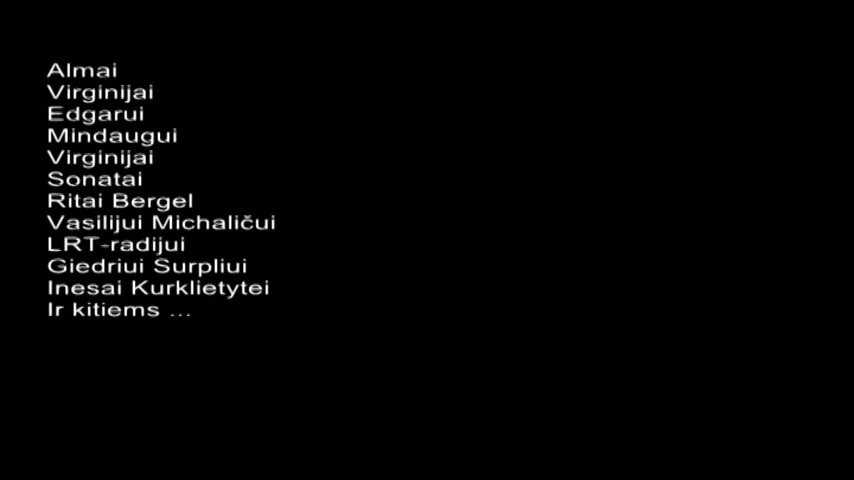 Almai
Virginijai
Edgarui
Mindaugui
Virginijai
Sonatai
Ritai Bergel
Vasilijui Michaličui
LRT-radijui
Giedriui Surpliui
Inesai Kurklietytei
Ir kitiems ...